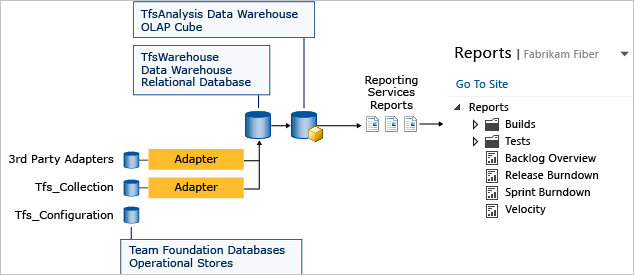 TfsAnalysis Data Warehouse
OLAP Cube
TfsWarehouse
Data Warehouse
Relational Database
Reporting
Services
Reports
3rd Party Adapters
Adapter
Tfs_Collection
Adapter
Tfs_Configuration
Team Foundation Databases
Operational Stores
Reports | Fabrikam Fiber
Go To Site
Reports
Builds
Tests
Backlog Overview
Release Burndown
Sprint Burndown
Velocity